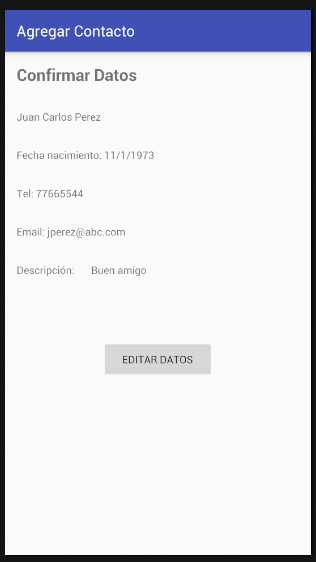 Agregar Contacto
Confirmar Datos
Juan Carlos Perez
Fecha nacimiento: 11/1/1973
Tel: 77665544
Email: jperez@abc.com
Descripción: Buen amigo
EDITAR DATOS